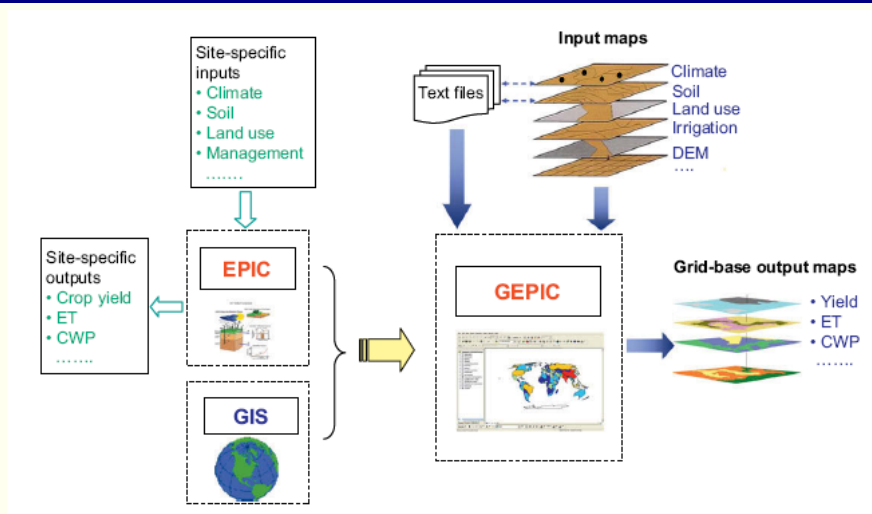 Input maps
Site-specific
inputs
• Climate
• Soil
• Land use
• Management
…….
Text files
Climate
Soil
Land use
Irrigation
DEM
….
Site-specific
outputs
• Crop yield
• ET
• CWP
…….
EPIC
GIS
GEPIC
Grid-base output maps
• Yield
• ET
• CWP
…….